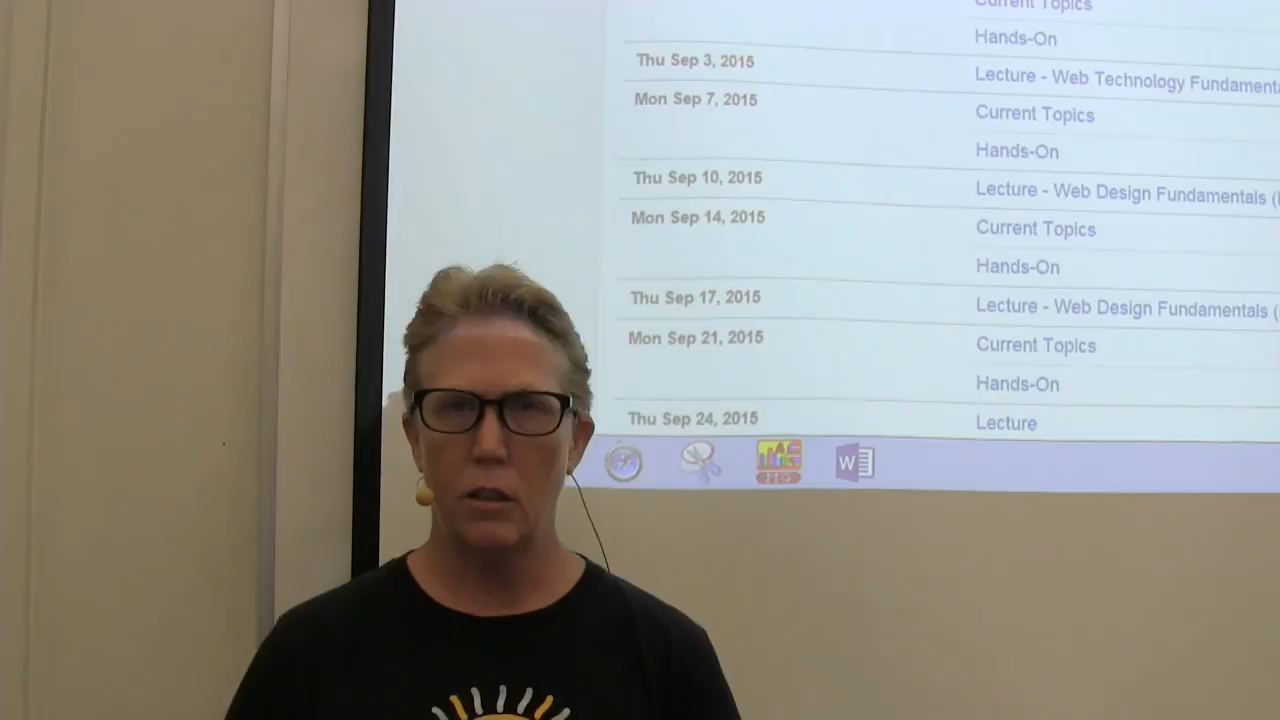 Current Topics
Hands-On
Thu Sep 3, 2015
Lecture - Web Technology
Mon Sep 7, 2015
Current Topics
Hands-On
Thu Sep 10, 2015
Lecture - Web Design Fundamentals (
Mon Sep 14, 2015
Current Topics
Hands-On
Thu Sep 17, 2015
Lecture - Web Design Fundamentals (
Mon Sep 21, 2015
Current Topics
Hands-On
Thu Sep 24, 2015
Lecture
W